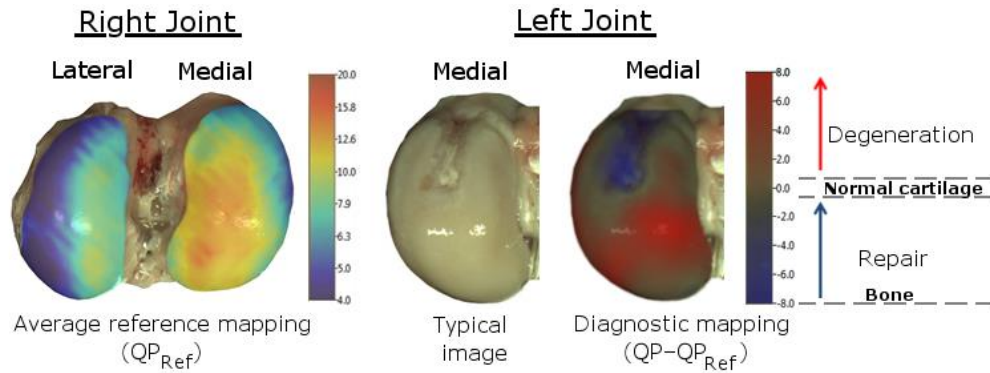 Right Joint
Left Joint
Lateral
Medial
Medial
Medial
20.0
15.8
12.6
10.0
7.9
6.3
5.0
4.0
8.0
6.0
4.0
2.0
0.0
-2.0
-4.0
-6.0
-8.0
Degeneration
Normal cartilage
Repair
Bone
Average reference mapping
(QPRef)
Typical
image
Diagnostic mapping
(QP–QPRef)